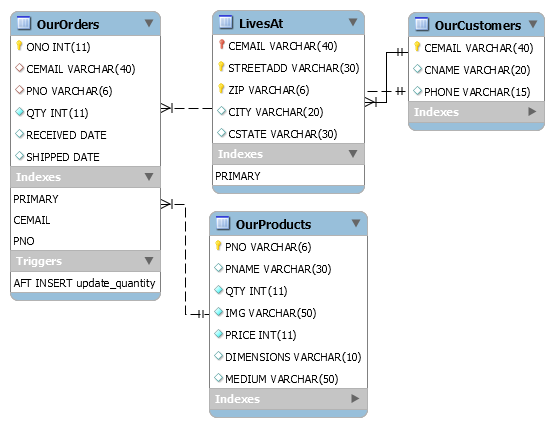 OurOrders
ONO INT(11)
CEMAIL VARCHAR(40)
PNO VARCHAR(6)
QTY INT(11)
RECEIVED DATE
SHIPPED DATE
Indexes
PRIMARY
CEMAIL
PNO
Triggers
AFT INSERT update_quantity
LivesAt
CEMAIL VARCHAR(40)
STREETADD VARCHAR(30)
ZIP VARCHAR(6)
CITY VARCHAR(20)
CSTATE VARCHAR(30)
Indexes
PRIMARY
OurCustomers
CEMAIL VARCHAR(40)
CNAME VARCHAR(20)
PHONE VARCHAR(15)
Indexes
OurProducts
PNO VARCHAR(6)
PNAME VARCHAR(30)
QTY INT(11)
IMG VARCHAR(50)
PRICE INT(11)
DIMENSIONS VARCHAR(10)
MEDIUM VARCHAR(50)
Indexes